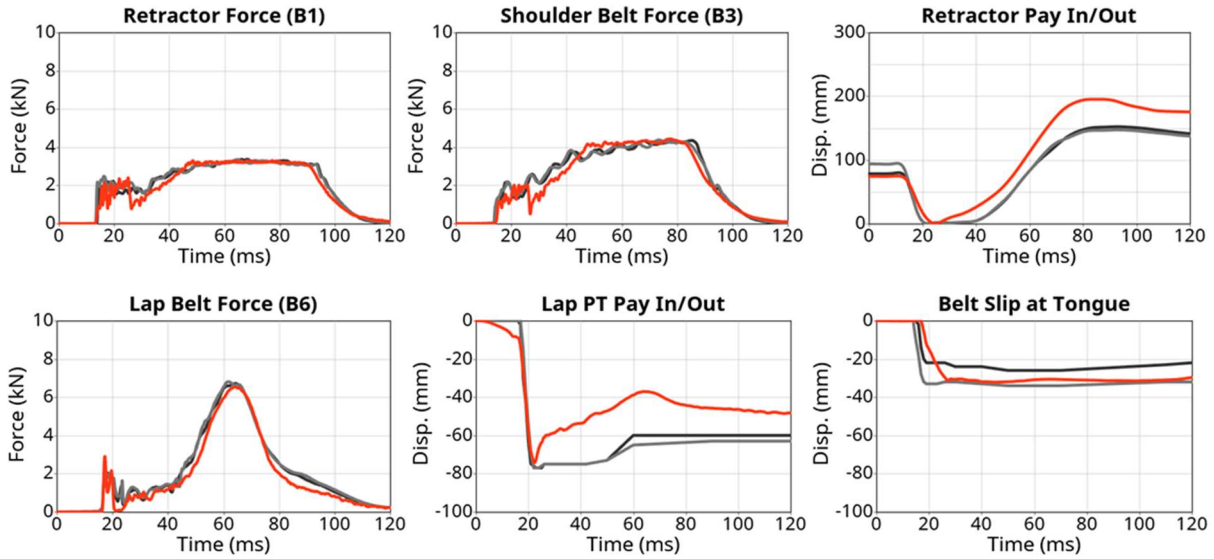 Retractor Force (B1)
Force (kN)
10
8
6
4
2
0
0 20 40 60 80 100 120
Time (ms)
Shoulder Belt Force (B3)
Force (kN)
10
8
6
4
2
0
0 20 40 60 80 100 120
Time (ms)
Retractor Pay In/Out
Disp. (mm)
300
200
100
0
0 20 40 60 80 100 120
Time (ms)
Lap Belt Force (B6)
Force (kN)
10
8
6
4
2
0
0 20 40 60 80 100 120
Time (ms)
Lap PT Pay In/Out
Disp. (mm)
0
-20
-40
-60
-80
-100
0 20 40 60 80 100 120
Time (ms)
Belt Slip at Tongue
Disp. (mm)
0
-20
-40
-60
-80
-100
0 20 40 60 80 100 120
Time (ms)